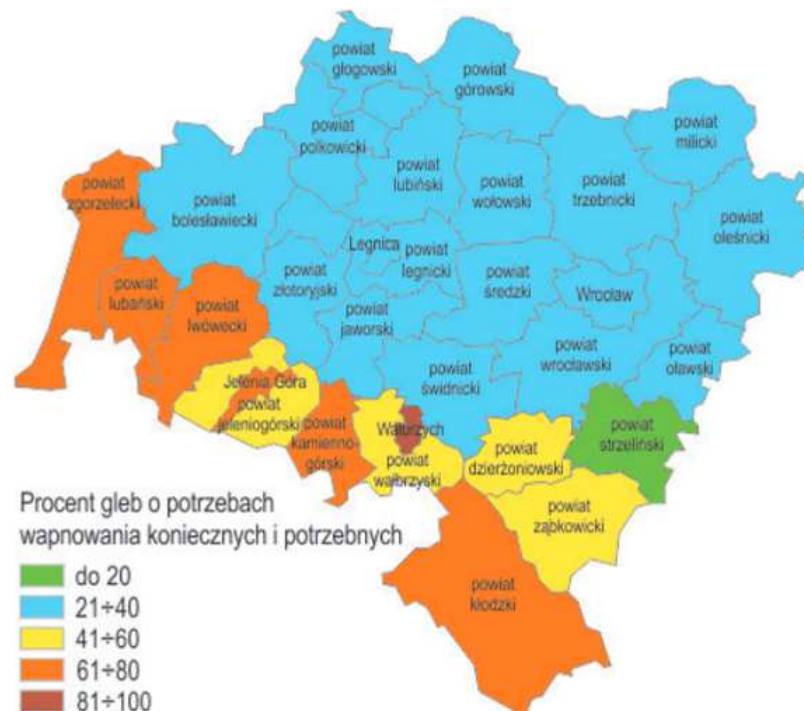 powiat
głogowski
powiat
górowski
powiat
milicki
powiat
polkowicki
powiat
lubiński
powiat
wołowski
powiat
trzebnicki
powiat
oleśnicki
powiat
zgorzelecki
powiat
bolesławiecki
Legnica
powiat
legnicki
powiat
złotoryjski
powiat
średzki
Wrocław
powiat
lubański
powiat
lwówecki
powiat
jaworski
powiat
wrocławski
powiat
oławski
powiat
świdnicki
Jelenia Góra
powiat
jeleniogórski
powiat
kamienno-
górski
Wałbrzych
powiat
wałbrzyski
powiat
dzierżoniowski
powiat
strzeliński
powiat
ząbkowicki
powiat
kłodzki
Procent gleb o potrzebach
wapnowania koniecznych i potrzebnych
do 20
21÷40
41÷60
61÷80
81÷100